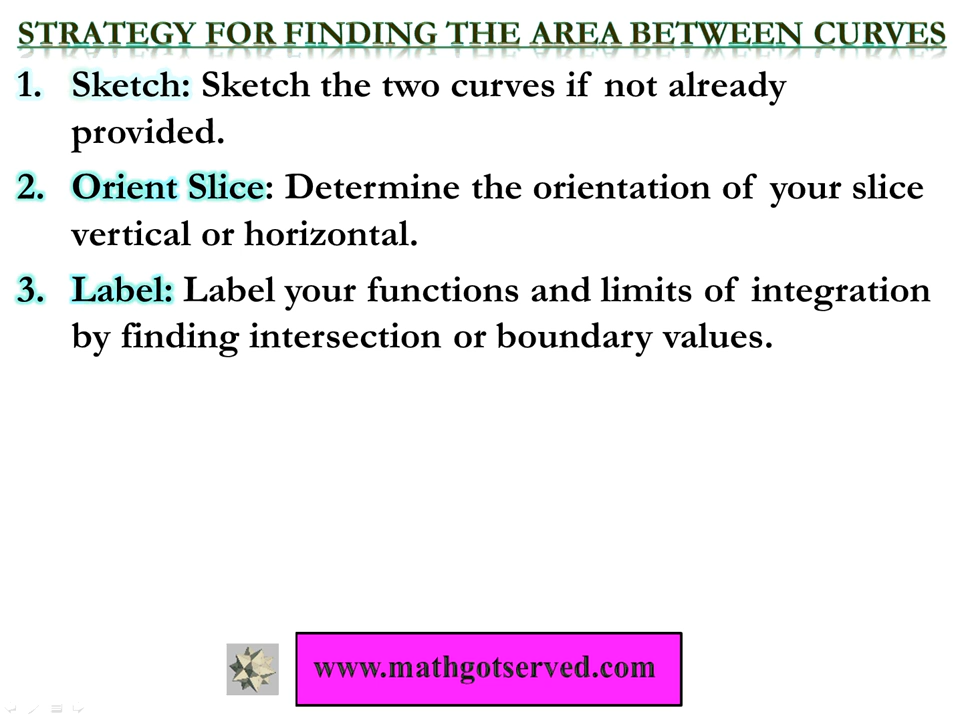 STRATEGY FOR FINDING THE AREA BETWEEN CURVES
1. Sketch: Sketch the two curves if not already
provided.
2. Orient Slice: Determine the orientation of your slice
vertical or horizontal.
3. Label: Label your functions and limits of integration
by finding intersection or boundary values.
www.mathgotserved.com